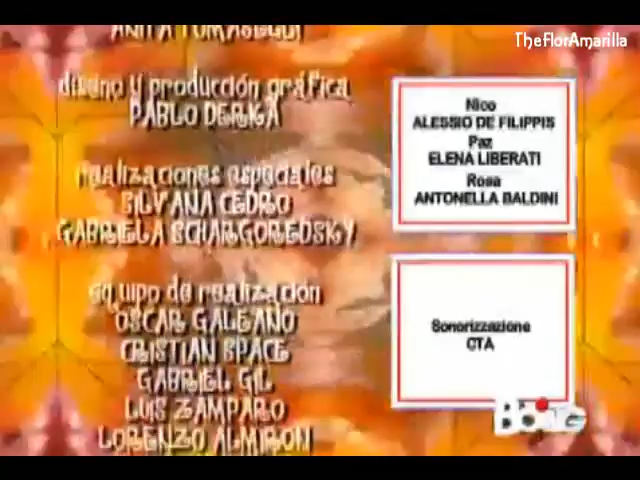 TheFlorAmarilla
diseño y producción gráfica
PABLO DERKA
realizaciones especiales
SILVANA CEDRO
GABRIELA SCHARGORODSKY
equipo de realización
OSCAR GALEANO
CRISTIAN SPACE
GABRIEL GIL
LUIS ZAMPARO
LORENZO ALMIRON
Nico
ALESSIO DE FILIPPIS
Paz
ELENA LIBERATI
Rosa
ANTONELLA BALDINI
Sonorizzazione
CTA
BOING